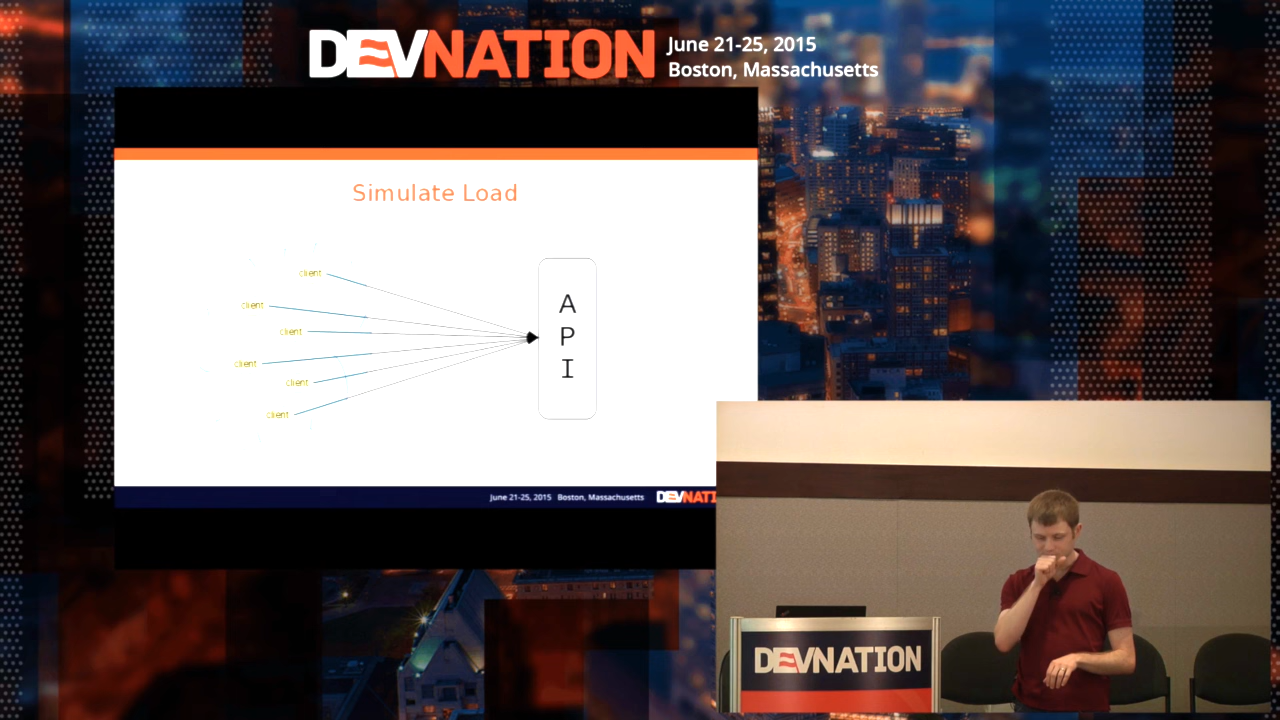 DEVNATION
June 21-25, 2015
Boston, Massachusetts
Simulate Load
client
client
client
client
client
client
A
P
I
June 21-25, 2015 Boston, Massachusetts DEVNATI
DEVNATION